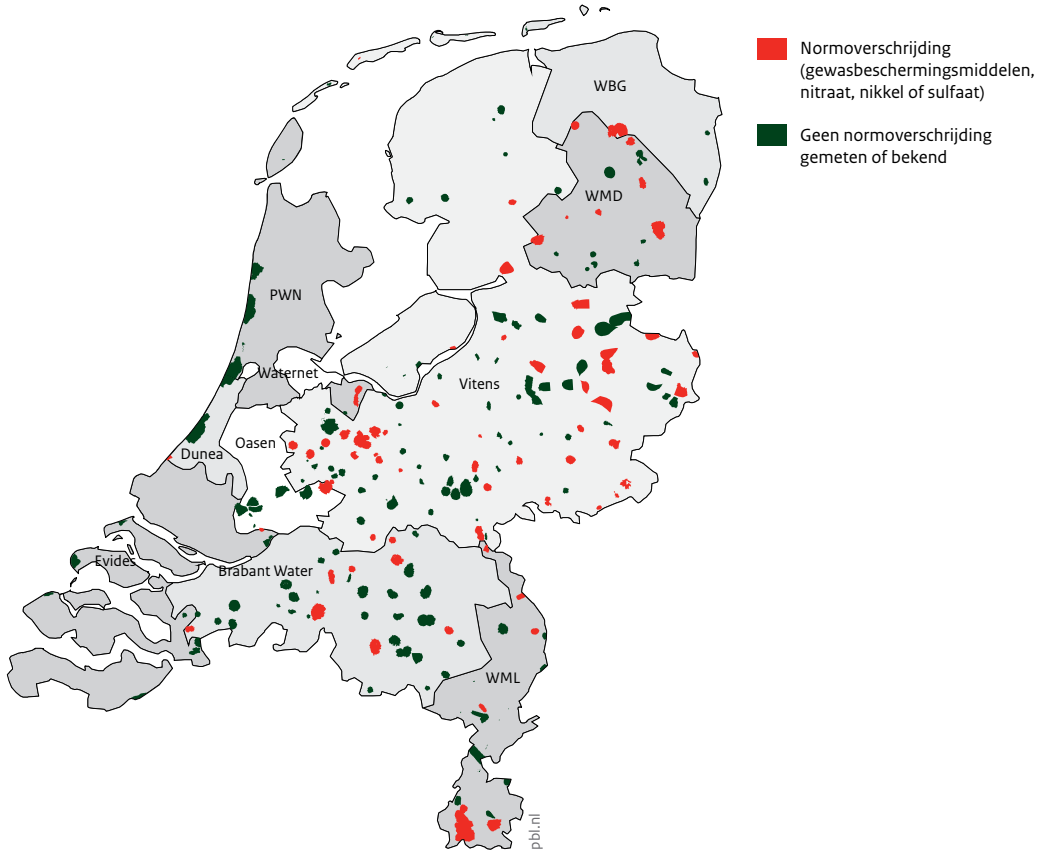 Normoverschrijding
(gewasbeschermingsmiddelen,
nitraat, nikkel of sulfaat)
Geen normoverschrijding
gemeten of bekend
WBG
WMD
PWN
Waternet
Vitens
Oasen
Dunea
Evides
Brabant Water
WML
pbl.nl